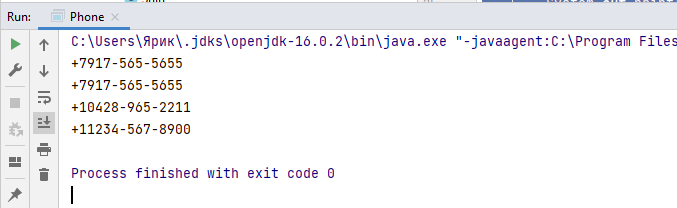 Run:
Phone
C:\Users\Ярик\.jdks\openjdk-16.0.2\bin\java.exe "-javaagent:C:\Program Files
+7917-565-5655
+7917-565-5655
+10428-965-2211
+11234-567-8900
Process finished with exit code 0